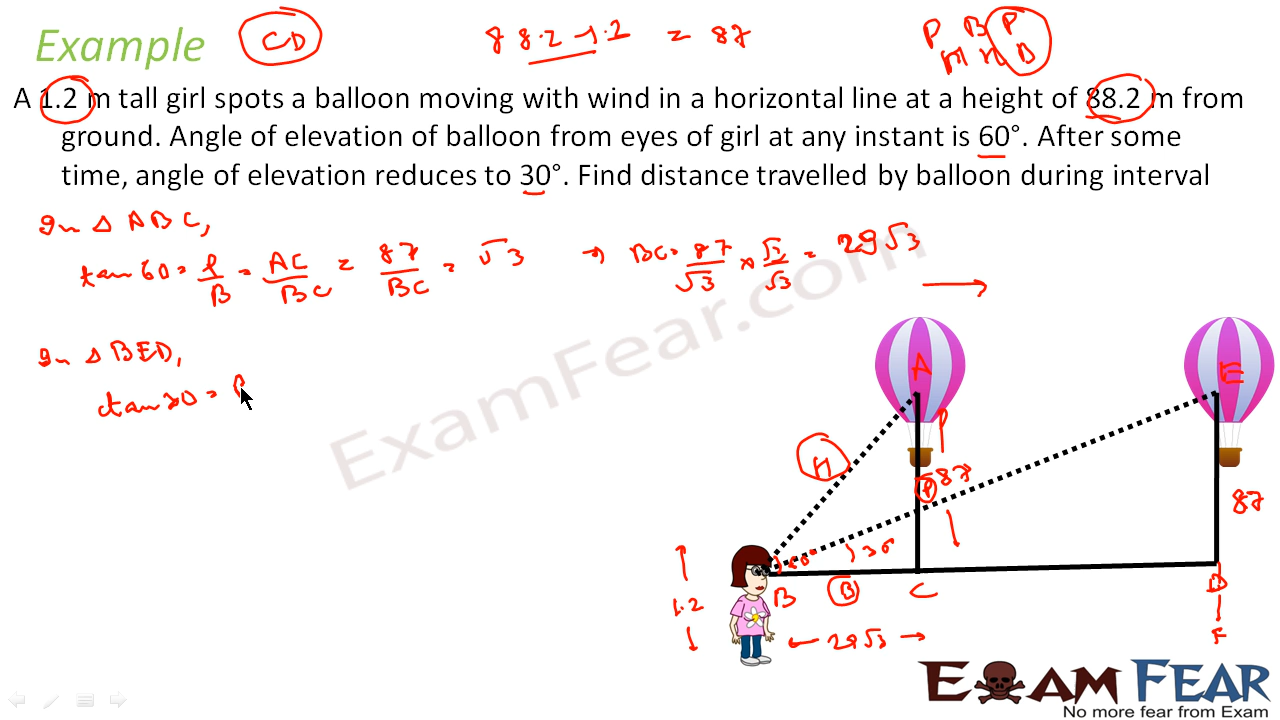 Example
CD
88.2 - 1.2 = 87
P B P
H H B
A 1.2 m tall girl spots a balloon moving with wind in a horizontal line at a height of 88.2 m from
ground. Angle of elevation of balloon from eyes of girl at any instant is 60°. After some
time, angle of elevation reduces to 30°. Find distance travelled by balloon during interval
In △ ABC,
tan 60 = P/B = AC/BC = 87/BC = √3 → BC = 87/√3 × √3/√3 = 29√3
In △ BED,
tan 30 = P
ExamFear.com
A
E
H
P
P
87
87
60°
30
1.2
B
B
C
D
F
29√3
EXAM FEAR
No more fear from Exam